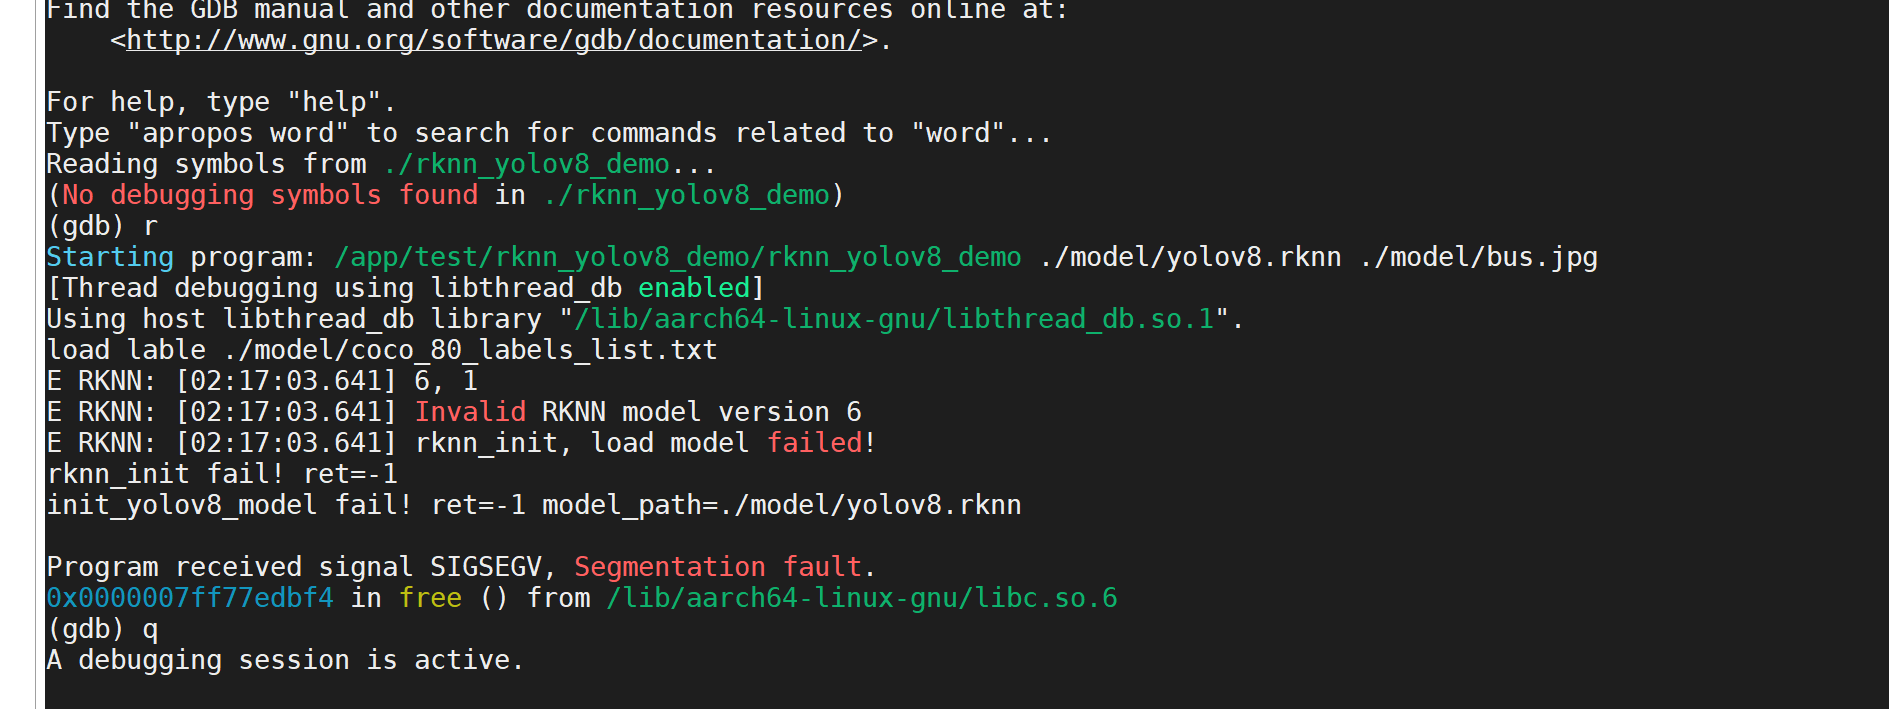 Find the GDB manual and other documentation resources online at:
    <http://www.gnu.org/software/gdb/documentation/>.

For help, type "help".
Type "apropos word" to search for commands related to "word"...
Reading symbols from ./rknn_yolov8_demo...
(No debugging symbols found in ./rknn_yolov8_demo)
(gdb) r
Starting program: /app/test/rknn_yolov8_demo/rknn_yolov8_demo ./model/yolov8.rknn ./model/bus.jpg
[Thread debugging using libthread_db enabled]
Using host libthread_db library "/lib/aarch64-linux-gnu/libthread_db.so.1".
load lable ./model/coco_80_labels_list.txt
E RKNN: [02:17:03.641] 6, 1
E RKNN: [02:17:03.641] Invalid RKNN model version 6
E RKNN: [02:17:03.641] rknn_init, load model failed!
rknn_init fail! ret=-1
init_yolov8_model fail! ret=-1 model_path=./model/yolov8.rknn

Program received signal SIGSEGV, Segmentation fault.
0x0000007ff77edbf4 in free () from /lib/aarch64-linux-gnu/libc.so.6
(gdb) q
A debugging session is active.